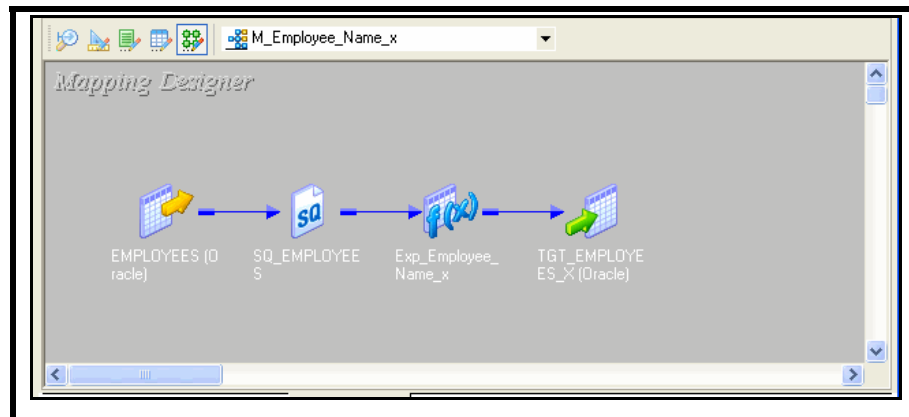 M_Employee_Name_x
Mapping Designer
EMPLOYEES (O
racle)
SQ
SQ_EMPLOYEE
S
f(x)
Exp_Employee_
Name_x
TGT_EMPLOYE
ES_X (Oracle)